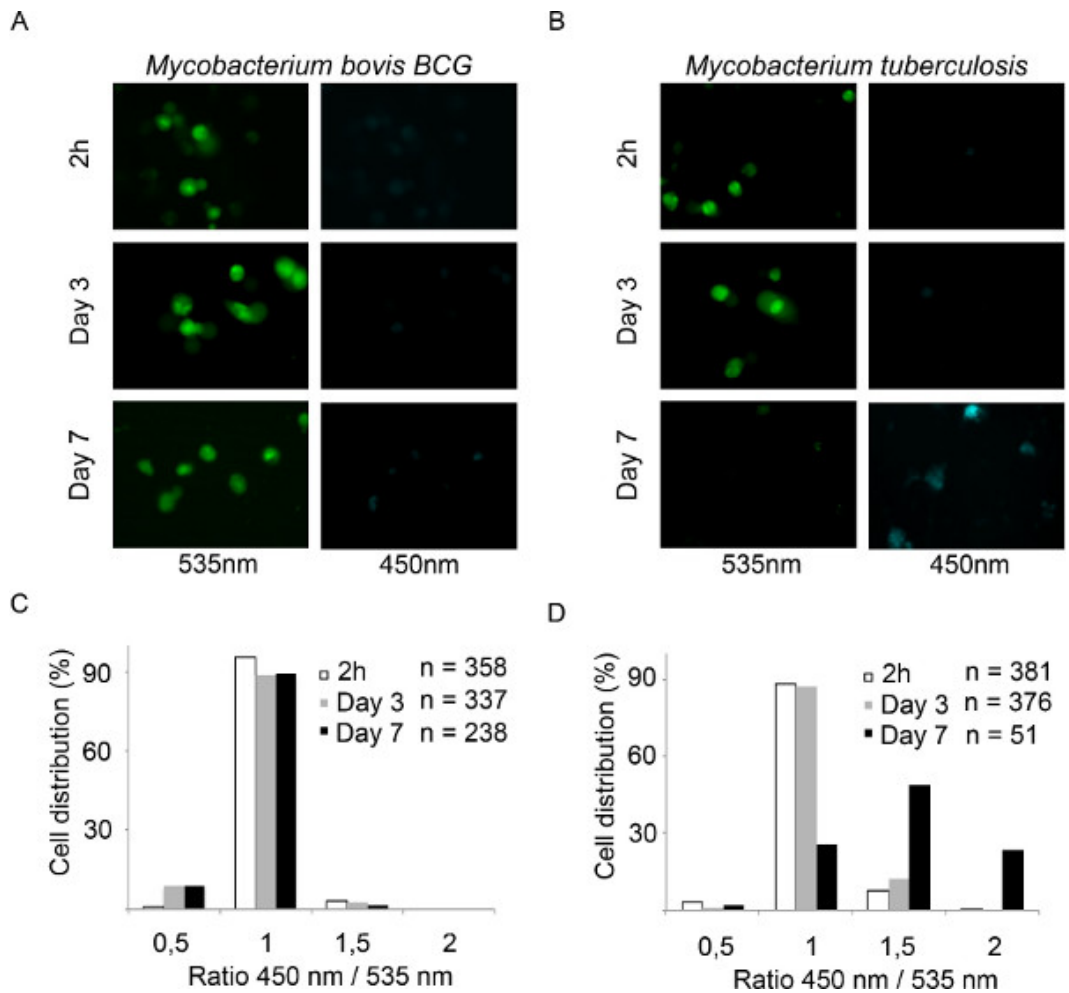 A
B
Mycobacterium bovis BCG
Mycobacterium tuberculosis
2h
2h
Day 3
Day 3
Day 7
Day 7
535nm 450nm
535nm 450nm
C
D
Cell distribution (%)
90
60
30
2h n = 358
Day 3 n = 337
Day 7 n = 238
0,5 1 1,5 2
Ratio 450 nm / 535 nm
Cell distribution (%)
90
60
30
2h n = 381
Day 3 n = 376
Day 7 n = 51
0,5 1 1,5 2
Ratio 450 nm / 535 nm